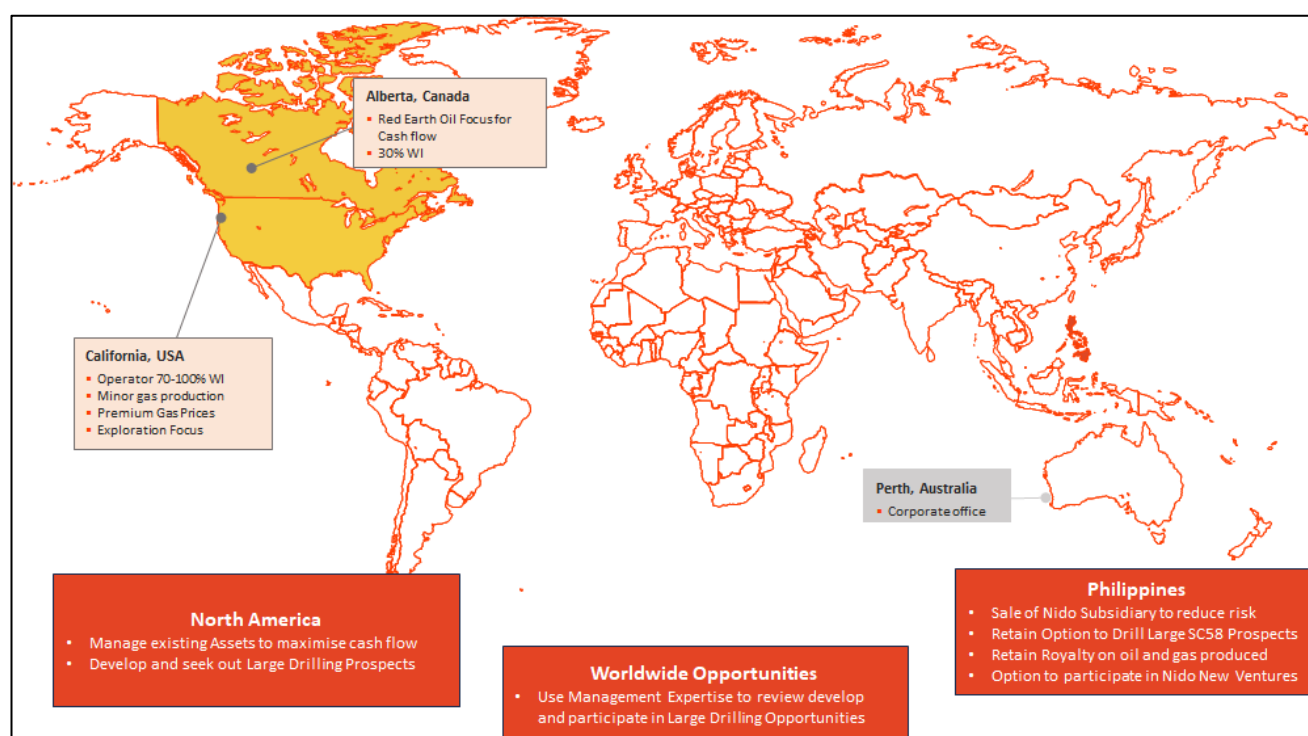 Alberta, Canada
▪ Red Earth Oil Focus for
Cash flow
▪ 30% WI
California, USA
▪ Operator 70-100% WI
▪ Minor gas production
▪ Premium Gas Prices
▪ Exploration Focus
Perth, Australia
▪ Corporate office
North America
• Manage existing Assets to maximise cash flow
• Develop and seek out Large Drilling Prospects
Worldwide Opportunities
• Use Management Expertise to review develop
and participate in Large Drilling Opportunities
Philippines
• Sale of Nido Subsidiary to reduce risk
• Retain Option to Drill Large SC58 Prospects
• Retain Royalty on oil and gas produced
• Option to participate in Nido New Ventures